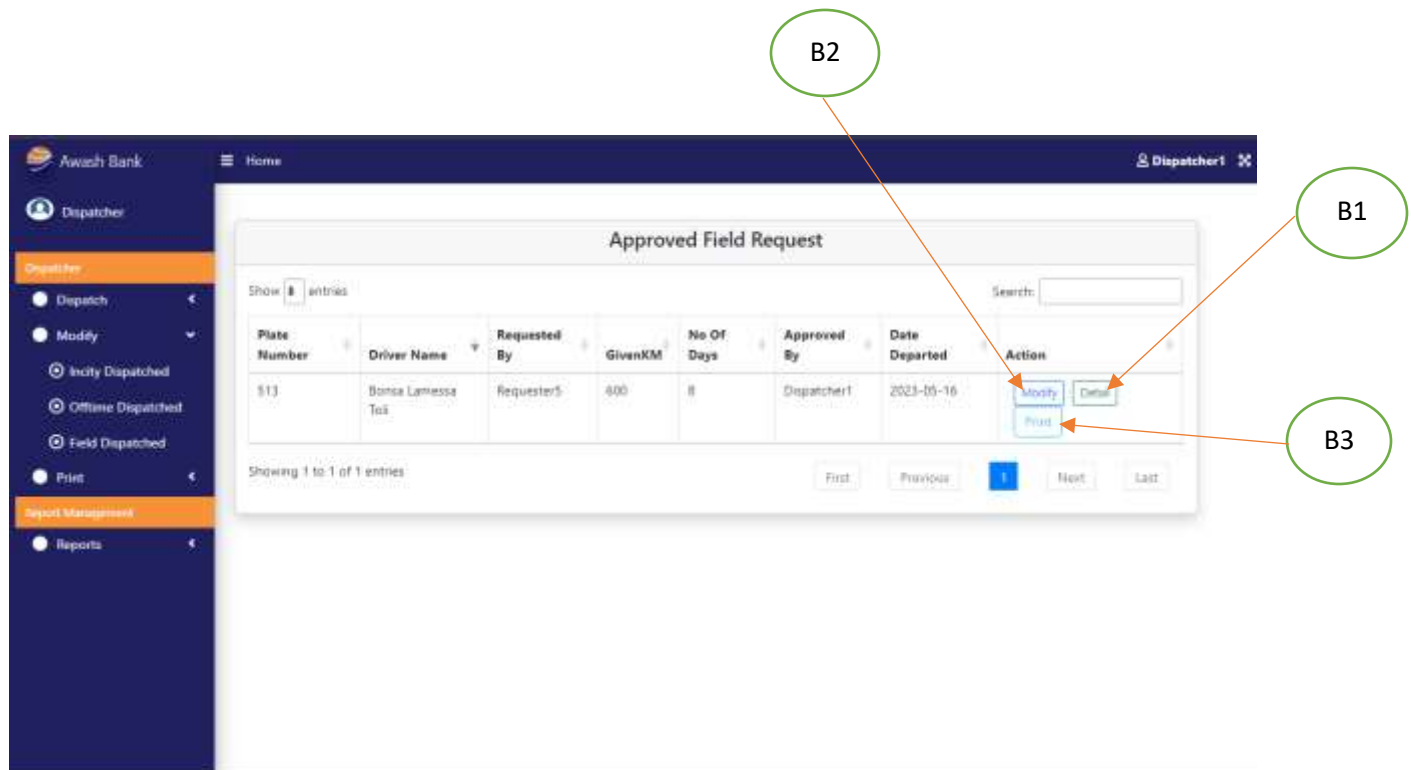 B2
Awash Bank
Home
Dispatcher1
Dispatcher
B1
Approved Field Request
Dispatcher
Show 8 entries
Search:
Dispatch
Modify
Incity Dispatched
Offtime Dispatched
Field Dispatched
Print
Report Management
Reports
Plate Number
Driver Name
Requested By
GivenKM
No Of Days
Approved By
Date Departed
Action
513
Bonsa Lamessa Toli
Requester5
600
8
Dispatcher1
2023-05-16
Modify
Detail
Print
B3
Showing 1 to 1 of 1 entries
First
Previous
1
Next
Last